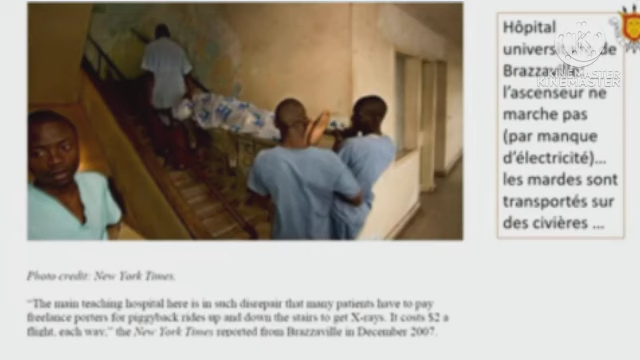 Hôpital
de
Brazzaville
KINEMASTER
l'ascenseur ne
marche pas
(par manque
d'électricité)...
les mardes sont
transportés sur
des civières ...
Photo credit: New York Times.
"The main teaching hospital here is in such disrepair that many patients have to pay
freelance porters for piggyback rides up and down the stairs to get X-rays. It costs $2 a
flight, each way," the New York Times reported from Brazzaville in December 2007.